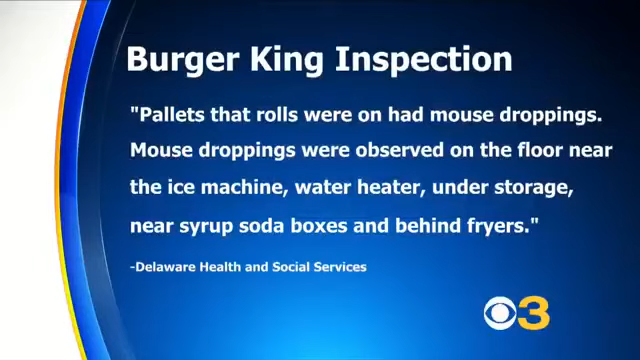 Burger King Inspection
"Pallets that rolls were on had mouse droppings.
Mouse droppings were observed on the floor near
the ice machine, water heater, under storage,
near syrup soda boxes and behind fryers."
-Delaware Health and Social Services
3